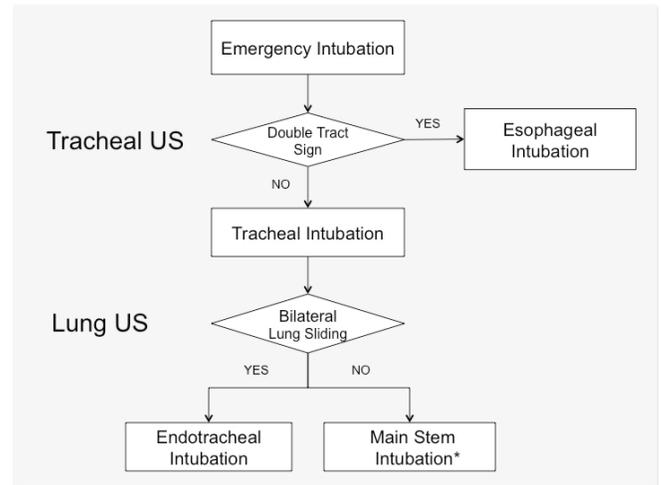 Emergency Intubation
Tracheal US
Double Tract
Sign
YES
Esophageal
Intubation
NO
Tracheal Intubation
Lung US
Bilateral
Lung Sliding
YES
NO
Endotracheal
Intubation
Main Stem
Intubation*